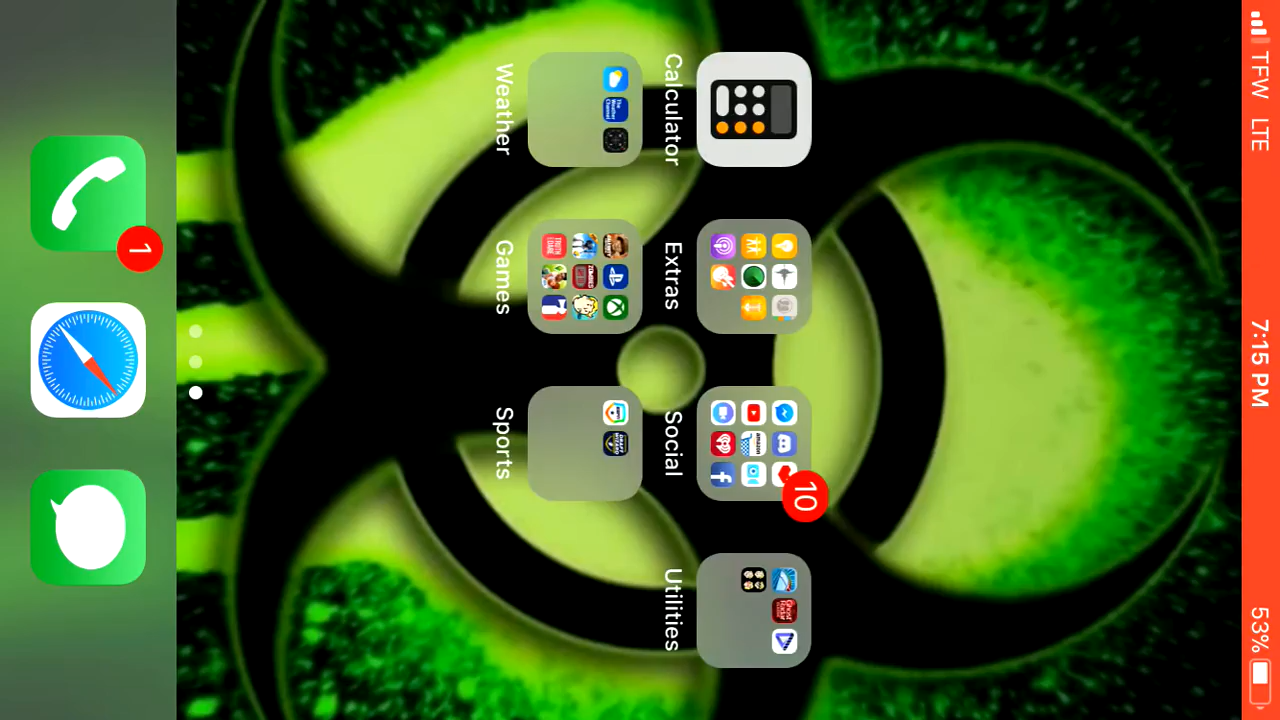 TFW LTE 7:15 PM 53%
Calculator Extras Social Utilities
10
Weather Games Sports
1